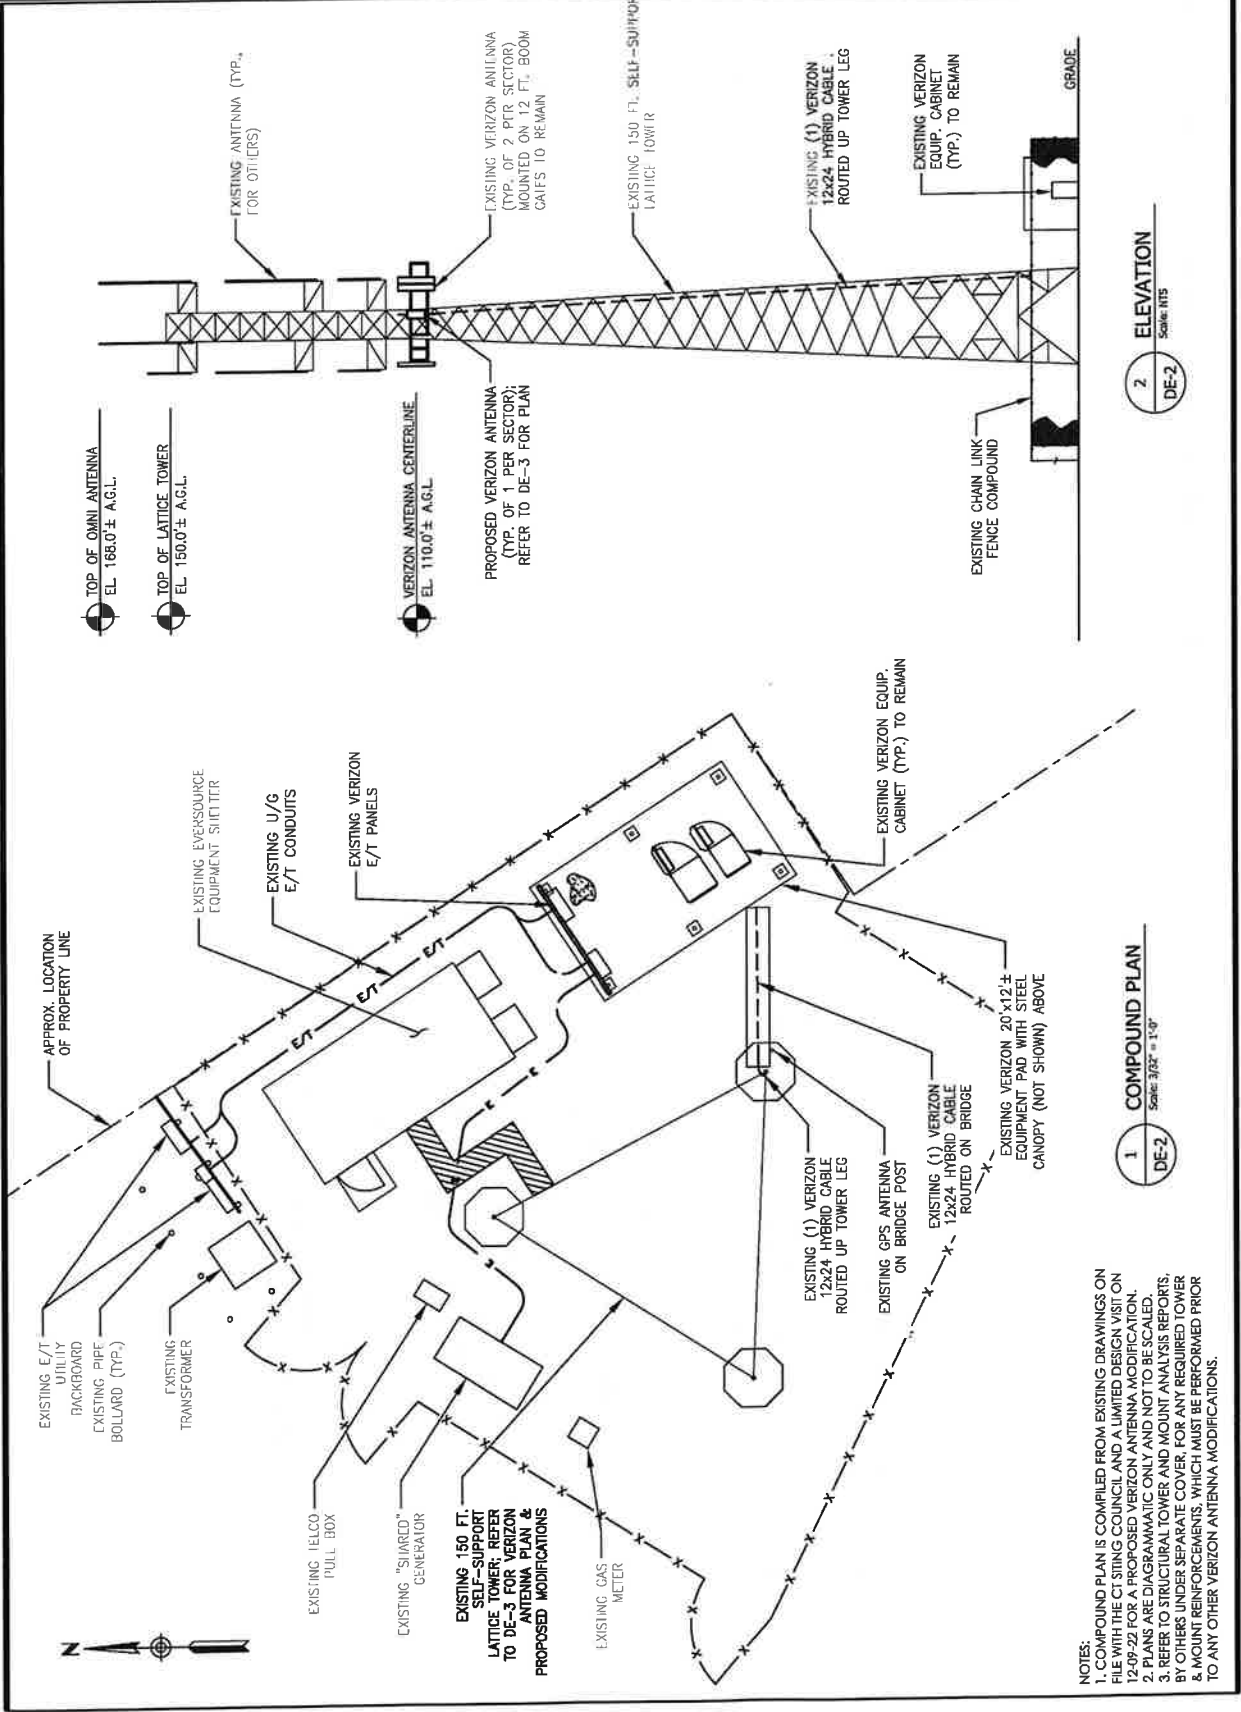 APPROX. LOCATION
OF PROPERTY LINE
EXISTING EVERSOURCE
EQUIPMENT SHELTER
EXISTING U/G
E/T CONDUITS
EXISTING VERIZON
E/T PANELS
EXISTING E/T
UTILITY
BACKBOARD
EXISTING PIPE
BOLLARD (TYP.)
EXISTING
TRANSFORMER
EXISTING TELCO
PULL BOX
EXISTING "SHARED"
GENERATOR
EXISTING 150 FT.
SELF-SUPPORT
LATTICE TOWER; REFER
TO DE-3 FOR VERIZON
ANTENNA PLAN &
PROPOSED MODIFICATIONS
EXISTING GAS
METER
N
E/T
E/T
E/T
EXISTING VERIZON EQUIP.
CABINET (TYP.) TO REMAIN
EXISTING (1) VERIZON
12x24 HYBRID CABLE
ROUTED UP TOWER LEG
EXISTING GPS ANTENNA
ON BRIDGE POST
EXISTING (1) VERIZON
12x24 HYBRID CABLE
ROUTED ON BRIDGE
EXISTING VERIZON 20'x12'±
EQUIPMENT PAD WITH STEEL
CANOPY (NOT SHOWN) ABOVE
1
DE-2
COMPOUND PLAN
Scale: 3/32" = 1'-0"
NOTES:
1. COMPOUND PLAN IS COMPILED FROM EXISTING DRAWINGS ON
FILE WITH THE CT SITING COUNCIL AND A LIMITED DESIGN VISIT ON
12-09-22 FOR A PROPOSED VERIZON ANTENNA MODIFICATION.
2. PLANS ARE DIAGRAMMATIC ONLY AND NOT TO BE SCALED.
3. REFER TO STRUCTURAL TOWER AND MOUNT ANALYSIS REPORTS,
BY OTHERS UNDER SEPARATE COVER, FOR ANY REQUIRED TOWER
& MOUNT REINFORCEMENTS, WHICH MUST BE PERFORMED PRIOR
TO ANY OTHER VERIZON ANTENNA MODIFICATIONS.
TOP OF OMNI ANTENNA
EL. 168.0'± A.G.L.
TOP OF LATTICE TOWER
EL. 150.0'± A.G.L.
VERIZON ANTENNA CENTERLINE
EL. 110.0'± A.G.L.
PROPOSED VERIZON ANTENNA
(TYP. OF 1 PER SECTOR);
REFER TO DE-3 FOR PLAN
EXISTING CHAIN LINK
FENCE COMPOUND
EXISTING ANTENNA (TYP.,
FOR OTHERS)
EXISTING VERIZON ANTENNA
(TYP. OF 2 PER SECTOR)
MOUNTED ON 12 FT. BOOM
GATES TO REMAIN
EXISTING 150 FT. SELF-SUPPOR
LATTICE TOWER
EXISTING (1) VERIZON
12x24 HYBRID CABLE
ROUTED UP TOWER LEG
EXISTING VERIZON
EQUIP. CABINET
(TYP.) TO REMAIN
GRADE
2
DE-2
ELEVATION
Scale: NTS